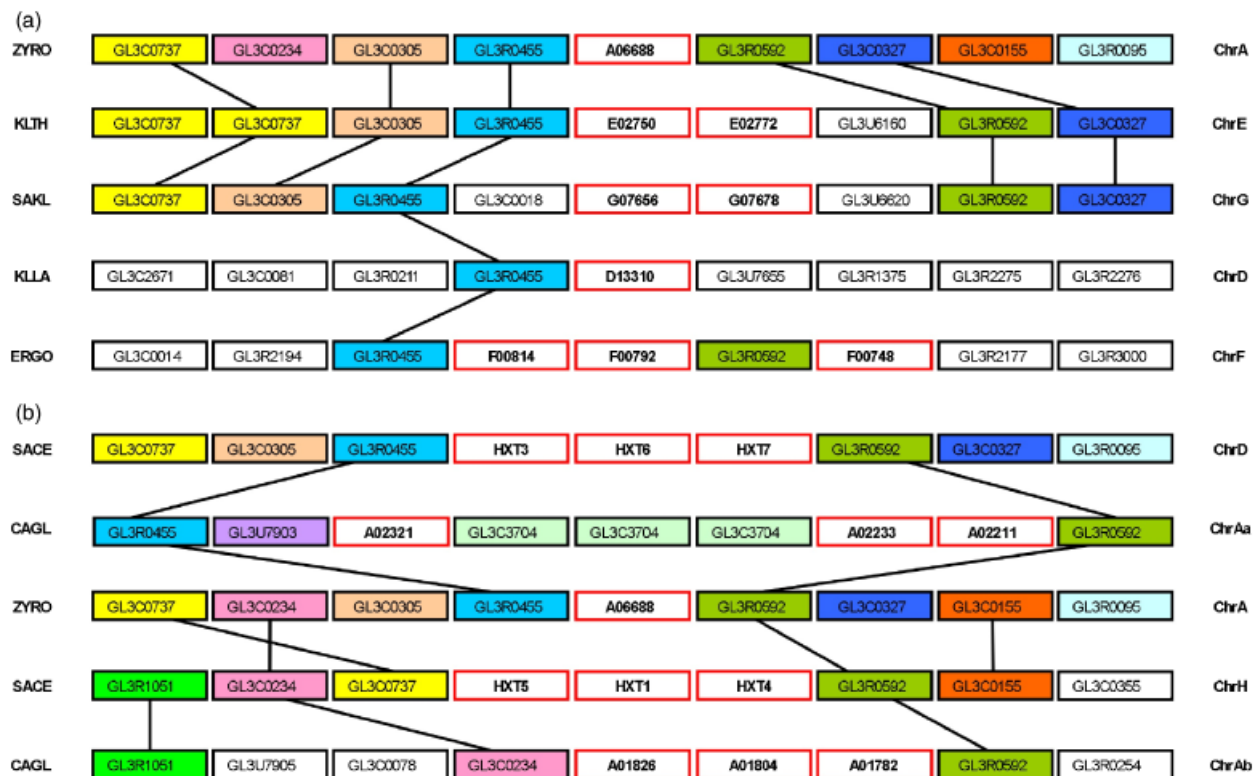 (a)
ZYRO GL3C0737 GL3C0234 GL3C0305 GL3R0455 A06688 GL3R0592 GL3C0327 GL3C0155 GL3R0095 ChrA
KLTH GL3C0737 GL3C0737 GL3C0305 GL3R0455 E02750 E02772 GL3U6160 GL3R0592 GL3C0327 ChrE
SAKL GL3C0737 GL3C0305 GL3R0455 GL3C0018 G07656 G07678 GL3U6620 GL3R0592 GL3C0327 ChrG
KLLA GL3C2671 GL3C0081 GL3R0211 GL3R0455 D13310 GL3U7655 GL3R1375 GL3R2275 GL3R2276 ChrD
ERGO GL3C0014 GL3R2194 GL3R0455 F00814 F00792 GL3R0592 F00748 GL3R2177 GL3R3000 ChrF
(b)
SACE GL3C0737 GL3C0305 GL3R0455 HXT3 HXT6 HXT7 GL3R0592 GL3C0327 GL3R0095 ChrD
CAGL GL3R0455 GL3U7903 A02321 GL3C3704 GL3C3704 GL3C3704 A02233 A02211 GL3R0592 ChrAa
ZYRO GL3C0737 GL3C0234 GL3C0305 GL3R0455 A06688 GL3R0592 GL3C0327 GL3C0155 GL3R0095 ChrA
SACE GL3R1051 GL3C0234 GL3C0737 HXT5 HXT1 HXT4 GL3R0592 GL3C0155 GL3C0355 ChrH
CAGL GL3R1051 GL3U7905 GL3C0078 GL3C0234 A01826 A01804 A01782 GL3R0592 GL3R0254 ChrAb